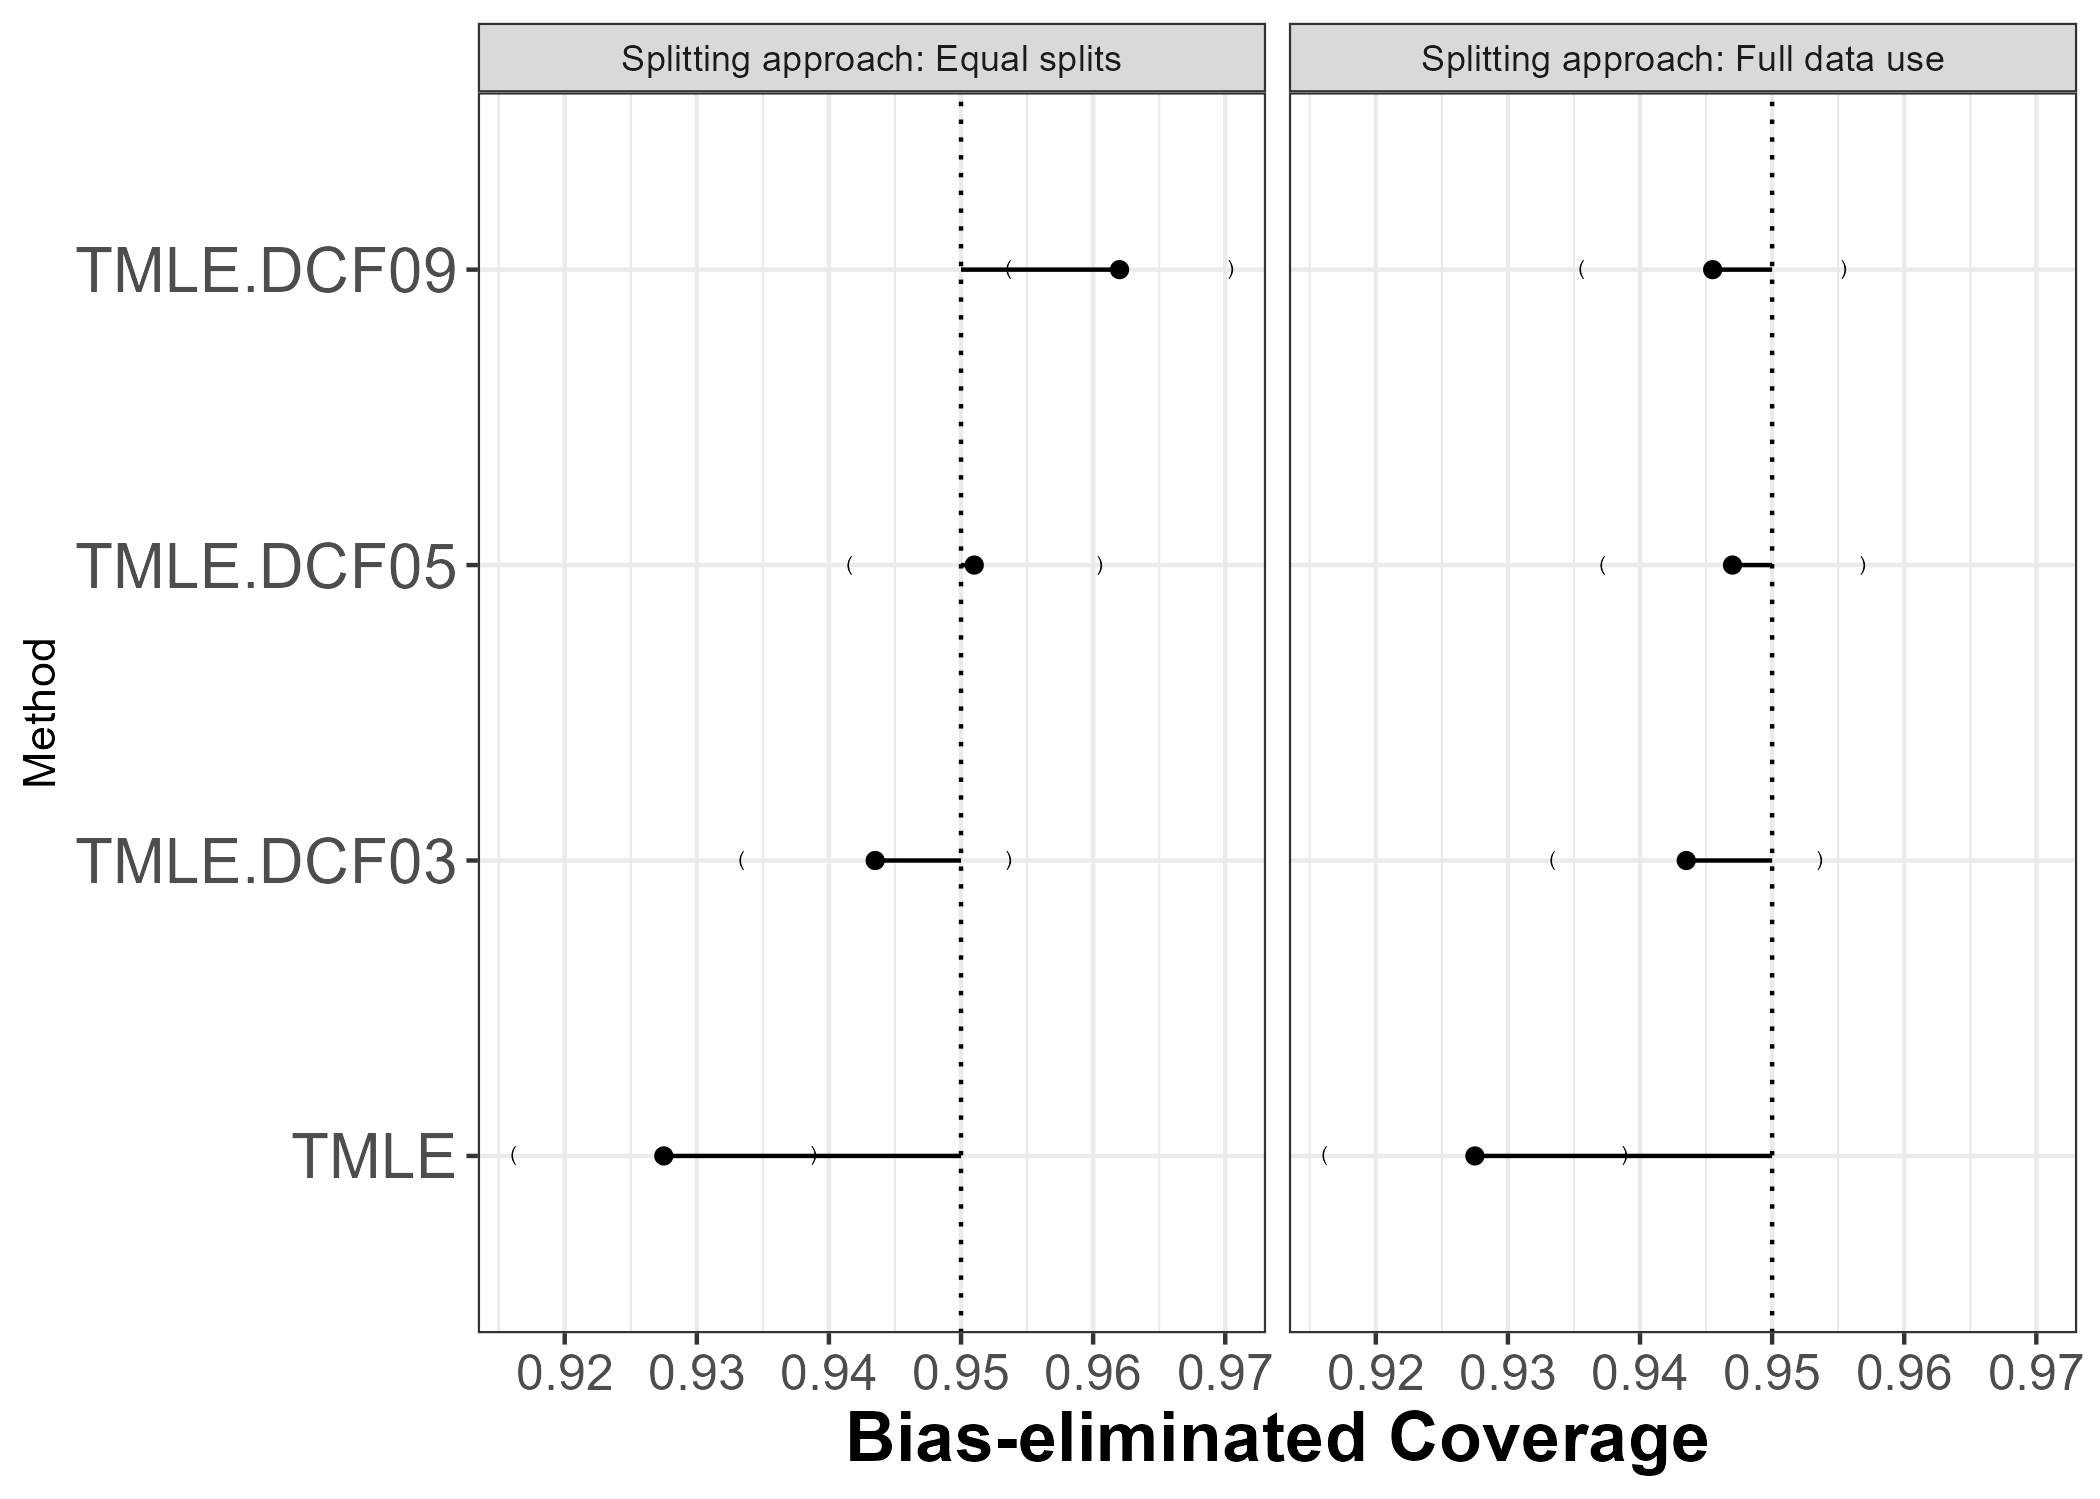 Splitting approach: Equal splits
Splitting approach: Full data use
TMLE.DCF09
( )
( )
TMLE.DCF05
( )
( )
TMLE.DCF03
( )
( )
TMLE
( )
( )
Method
0.92 0.93 0.94 0.95 0.96 0.97
0.92 0.93 0.94 0.95 0.96 0.97
Bias-eliminated Coverage